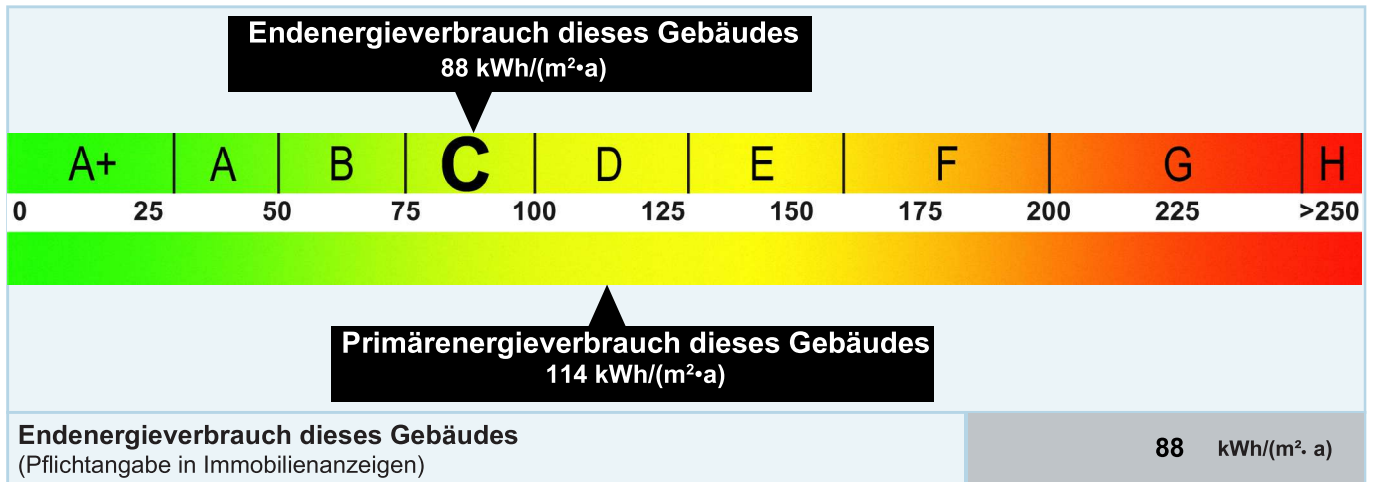 Endenergieverbrauch dieses Gebäudes
88 kWh/(m²•a)
A+ A B C D E F G H
0 25 50 75 100 125 150 175 200 225 >250
Primärenergieverbrauch dieses Gebäudes
114 kWh/(m²•a)
Endenergieverbrauch dieses Gebäudes 88 kWh/(m²• a)
(Pflichtangabe in Immobilienanzeigen)